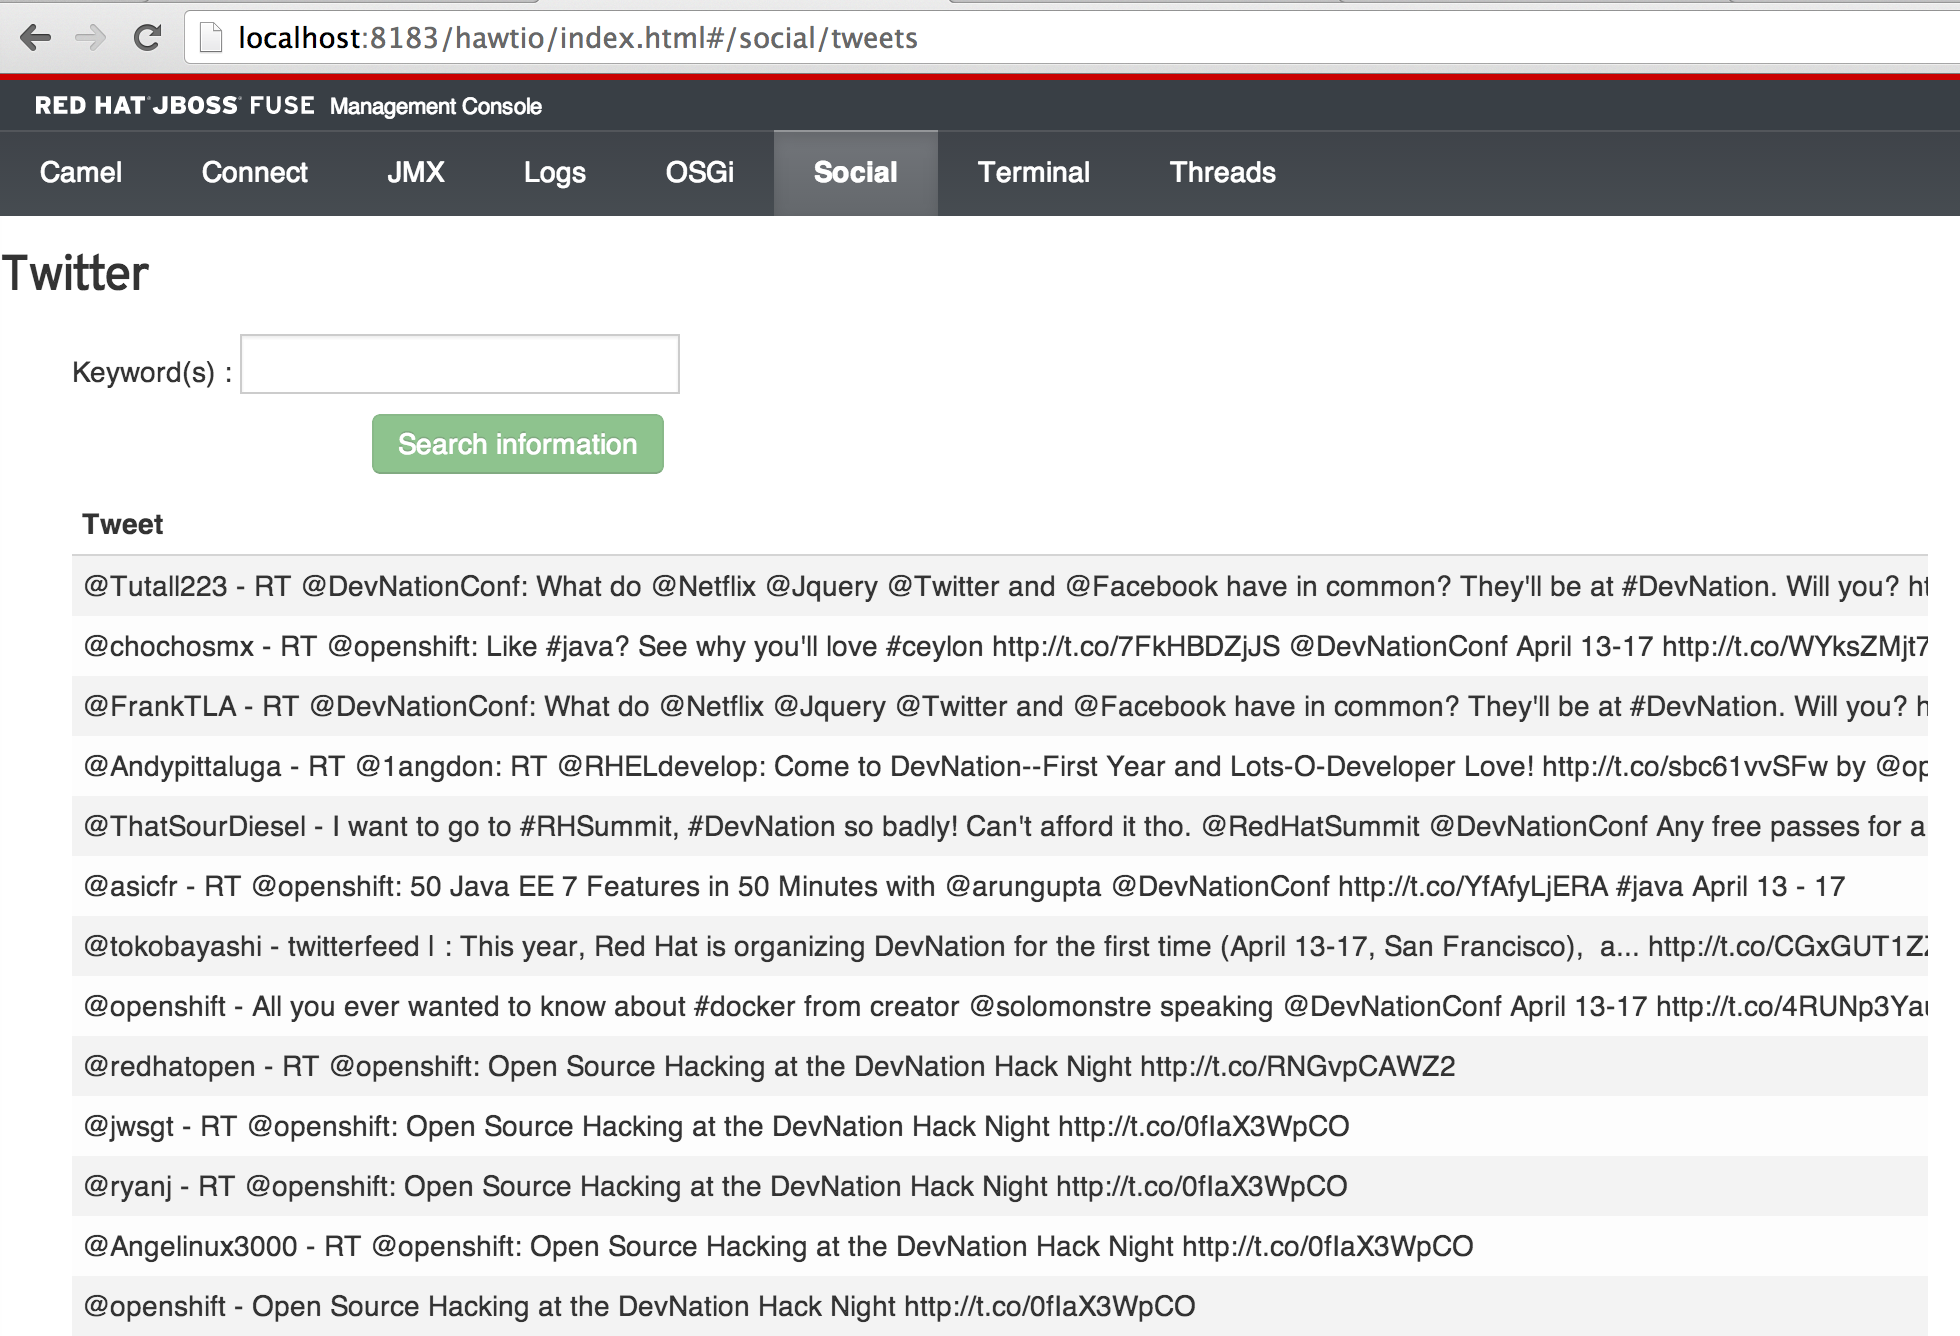 localhost:8183/hawtio/index.html#/social/tweets
RED HAT JBOSS FUSE Management Console
Camel Connect JMX Logs OSGi Social Terminal Threads
Twitter
Keyword(s) :
Search information
Tweet
@Tutall223 - RT @DevNationConf: What do @Netflix @Jquery @Twitter and @Facebook have in common? They'll be at #DevNation. Will you? ht
@chochosmx - RT @openshift: Like #java? See why you'll love #ceylon http://t.co/7FkHBDZjJS @DevNationConf April 13-17 http://t.co/WYksZMjt7
@FrankTLA - RT @DevNationConf: What do @Netflix @Jquery @Twitter and @Facebook have in common? They'll be at #DevNation. Will you? h
@Andypittaluga - RT @1angdon: RT @RHELdevelop: Come to DevNation--First Year and Lots-O-Developer Love! http://t.co/sbc61vvSFw by @op
@ThatSourDiesel - I want to go to #RHSummit, #DevNation so badly! Can't afford it tho. @RedHatSummit @DevNationConf Any free passes for a
@asicfr - RT @openshift: 50 Java EE 7 Features in 50 Minutes with @arungupta @DevNationConf http://t.co/YfAfyLjERA #java April 13 - 17
@tokobayashi - twitterfeed | : This year, Red Hat is organizing DevNation for the first time (April 13-17, San Francisco),  a... http://t.co/CGxGUT1ZZ
@openshift - All you ever wanted to know about #docker from creator @solomonstre speaking @DevNationConf April 13-17 http://t.co/4RUNp3Yau
@redhatopen - RT @openshift: Open Source Hacking at the DevNation Hack Night http://t.co/RNGvpCAWZ2
@jwsgt - RT @openshift: Open Source Hacking at the DevNation Hack Night http://t.co/0fIaX3WpCO
@ryanj - RT @openshift: Open Source Hacking at the DevNation Hack Night http://t.co/0fIaX3WpCO
@Angelinux3000 - RT @openshift: Open Source Hacking at the DevNation Hack Night http://t.co/0fIaX3WpCO
@openshift - Open Source Hacking at the DevNation Hack Night http://t.co/0fIaX3WpCO